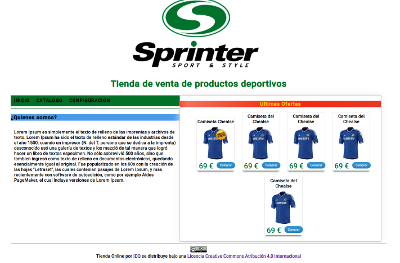 Sprinter
SPORT & STYLE
Tienda de venta de productos deportivos
INICIO CATALOGO CONFIGURACION
¿Quienes somos?
Lorem Ipsum es simplemente el texto de relleno de las imprentas y archivos de
texto. Lorem Ipsum ha sido el texto de relleno estándar de las industrias desde
el año 1500, cuando un impresor (N. del T. persona que se dedica a la imprenta)
desconocido usó una galería de textos y los mezcló de tal manera que logró
hacer un libro de textos especimen. No sólo sobrevivió 500 años, sino que
tambien ingresó como texto de relleno en documentos electrónicos, quedando
esencialmente igual al original. Fue popularizado en los 60s con la creación de
las hojas "Letraset", las cuales contenian pasajes de Lorem Ipsum, y más
recientemente con software de autoedición, como por ejemplo Aldus
PageMaker, el cual incluye versiones de Lorem Ipsum.
Ultimas Ofertas
Camiseta Chealse
69 €
Comprar
Camiseta del
Chealse
69 €
Comprar
Camiseta del
Chealse
69 €
Comprar
Camiseta del
Chealse
69 €
Comprar
Camiseta del
Chealse
69 €
Comprar
Tienda Online por IDO se distribuye bajo una Licencia Creative Commons Atribución 4.0 Internacional